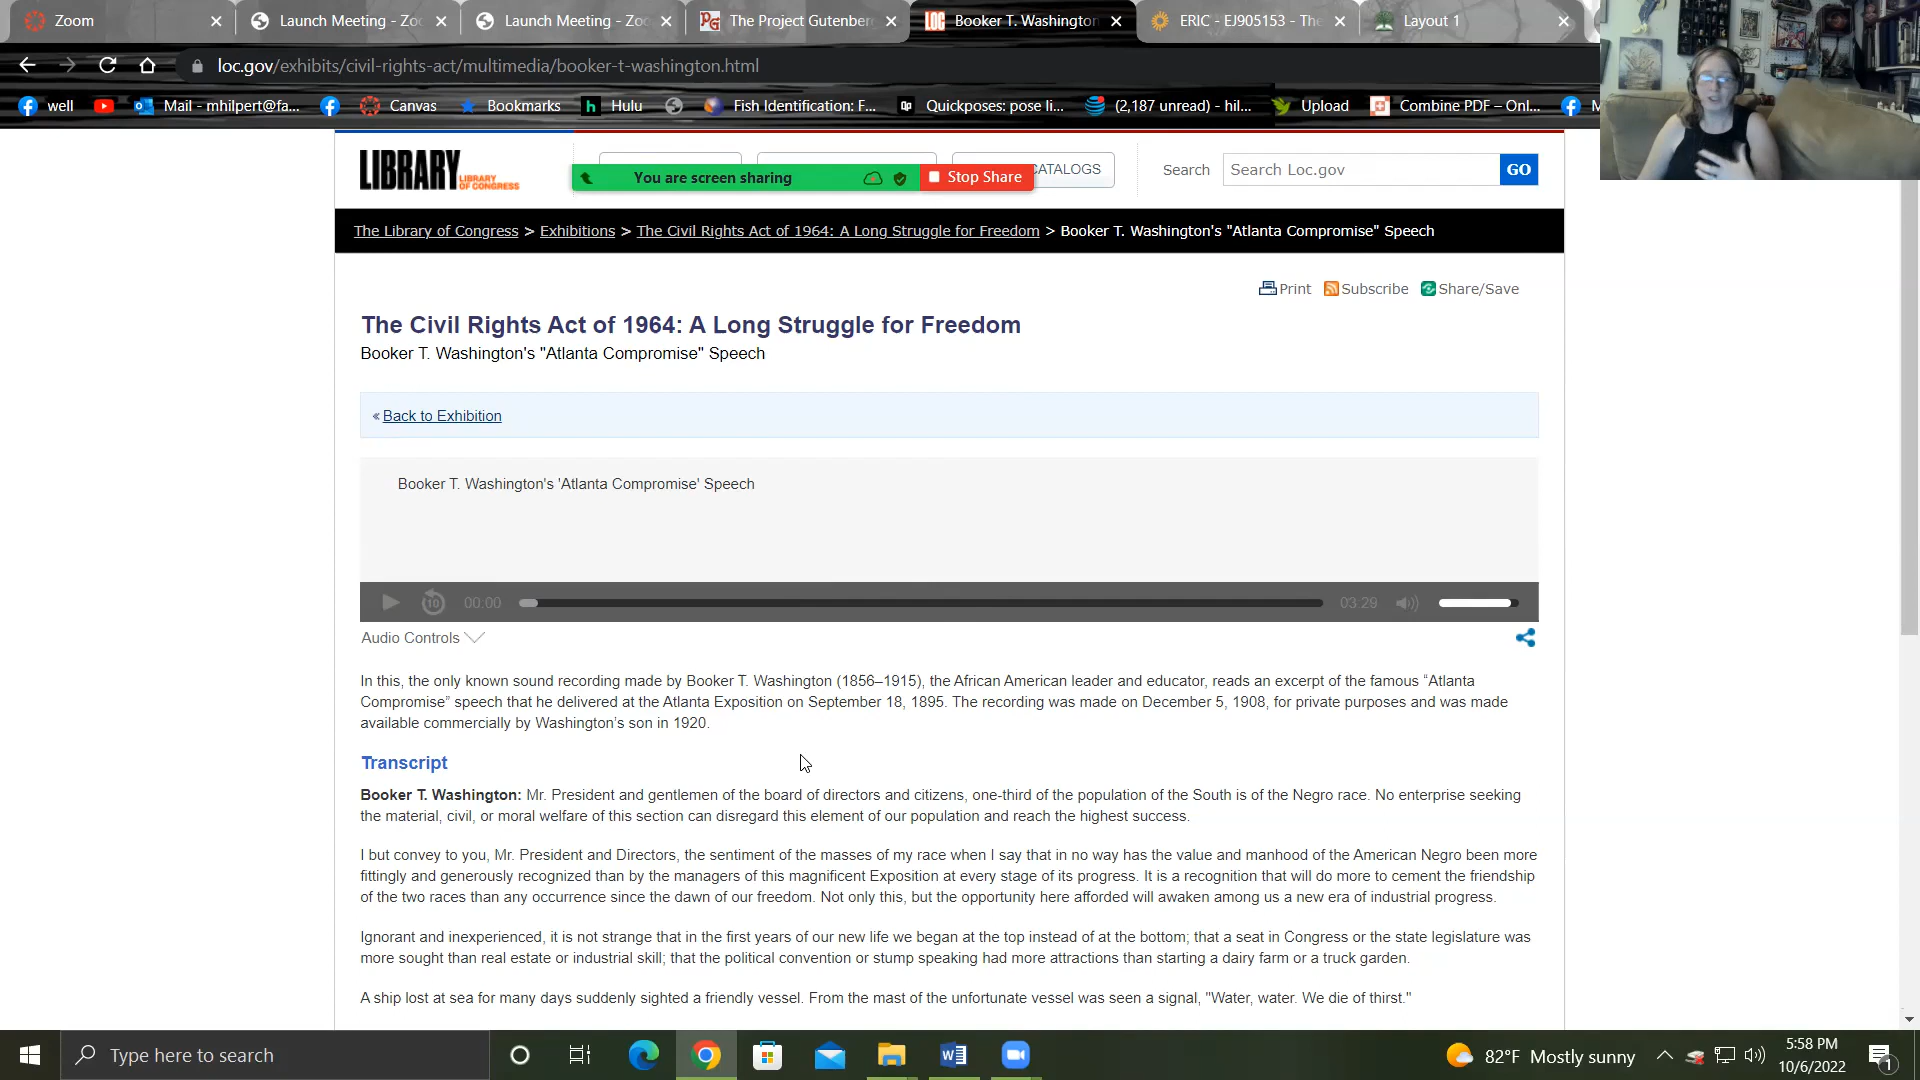 Zoom
Launch Meeting - Zo
Launch Meeting - Zo
The Project Gutenber
Booker T. Washington
ERIC - EJ905153 - The
Layout 1
loc.gov/exhibits/civil-rights-act/multimedia/booker-t-washington.html
well
Mail - mhilpert@fa...
Canvas
Bookmarks
h
Hulu
Fish Identification: F...
Qp
Quickposes: pose li...
(2,187 unread) - hil...
Upload
Combine PDF – Onl...
LIBRARY LIBRARY OF CONGRESS
You are screen sharing
Stop Share
CATALOGS
Search
Search Loc.gov
GO
The Library of Congress > Exhibitions > The Civil Rights Act of 1964: A Long Struggle for Freedom > Booker T. Washington's "Atlanta Compromise" Speech
Print Subscribe Share/Save
The Civil Rights Act of 1964: A Long Struggle for Freedom
Booker T. Washington's "Atlanta Compromise" Speech
« Back to Exhibition
Booker T. Washington's 'Atlanta Compromise' Speech
10 00:00 03:29
Audio Controls
In this, the only known sound recording made by Booker T. Washington (1856–1915), the African American leader and educator, reads an excerpt of the famous “Atlanta
Compromise” speech that he delivered at the Atlanta Exposition on September 18, 1895. The recording was made on December 5, 1908, for private purposes and was made
available commercially by Washington’s son in 1920.
Transcript
Booker T. Washington: Mr. President and gentlemen of the board of directors and citizens, one-third of the population of the South is of the Negro race. No enterprise seeking
the material, civil, or moral welfare of this section can disregard this element of our population and reach the highest success.
I but convey to you, Mr. President and Directors, the sentiment of the masses of my race when I say that in no way has the value and manhood of the American Negro been more
fittingly and generously recognized than by the managers of this magnificent Exposition at every stage of its progress. It is a recognition that will do more to cement the friendship
of the two races than any occurrence since the dawn of our freedom. Not only this, but the opportunity here afforded will awaken among us a new era of industrial progress.
Ignorant and inexperienced, it is not strange that in the first years of our new life we began at the top instead of at the bottom; that a seat in Congress or the state legislature was
more sought than real estate or industrial skill; that the political convention or stump speaking had more attractions than starting a dairy farm or a truck garden.
A ship lost at sea for many days suddenly sighted a friendly vessel. From the mast of the unfortunate vessel was seen a signal, "Water, water. We die of thirst."
Type here to search
82°F Mostly sunny
5:58 PM
10/6/2022
1